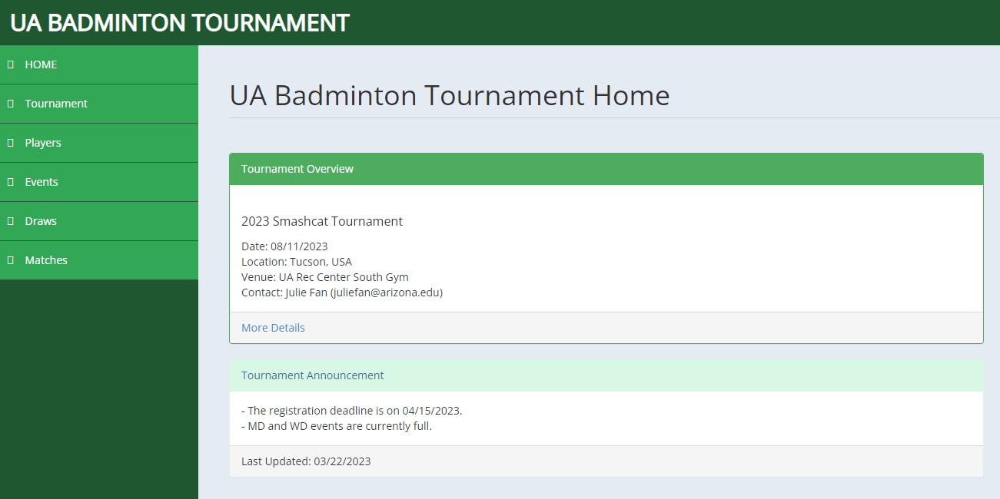 UA BADMINTON TOURNAMENT
HOME
Tournament
Players
Events
Draws
Matches
UA Badminton Tournament Home
Tournament Overview
2023 Smashcat Tournament
Date: 08/11/2023
Location: Tucson, USA
Venue: UA Rec Center South Gym
Contact: Julie Fan (juliefan@arizona.edu)
More Details
Tournament Announcement
- The registration deadline is on 04/15/2023.
- MD and WD events are currently full.
Last Updated: 03/22/2023